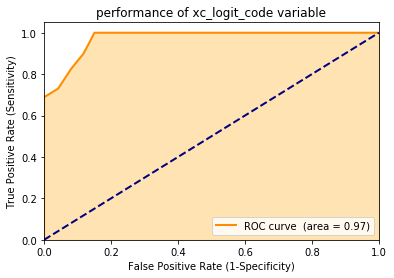 performance of xc_logit_code variable
True Positive Rate (Sensitivity)
1.0
0.8
0.6
0.4
0.2
0.0
0.0 0.2 0.4 0.6 0.8 1.0
ROC curve (area = 0.97)
False Positive Rate (1-Specificity)